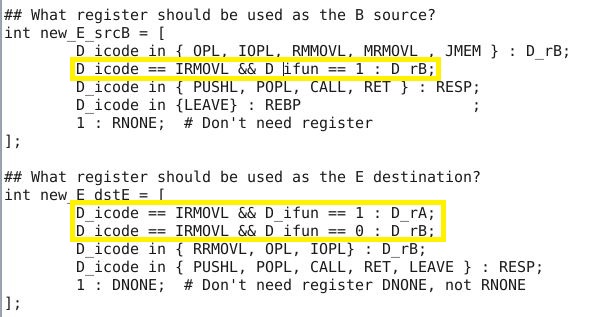 ## What register should be used as the B source?
int new_E_srcB = [
D_icode in { OPL, IOPL, RMMOVL, MRMOVL , JMEM } : D_rB;
D_icode == IRMOVL && D_ifun == 1 : D_rB;
D_icode in { PUSHL, POPL, CALL, RET } : RESP;
D_icode in {LEAVE} : REBP ;
1 : RNONE; # Don't need register
];
## What register should be used as the E destination?
int new_E_dstE = [
D_icode == IRMOVL && D_ifun == 1 : D_rA;
D_icode == IRMOVL && D_ifun == 0 : D_rB;
D_icode in { RRMOVL, OPL, IOPL} : D_rB;
D_icode in { PUSHL, POPL, CALL, RET, LEAVE } : RESP;
1 : DNONE; # Don't need register DNONE, not RNONE
];